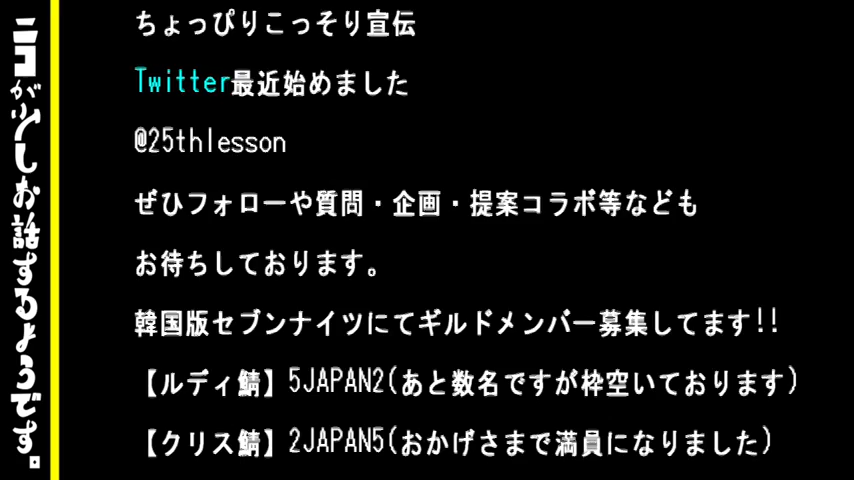 ニコが少しお話するようです。
ちょっぴりこっそり宣伝
Twitter最近始めました
@25thlesson
ぜひフォローや質問・企画・提案コラボ等なども
お待ちしております。
韓国版セブンナイツにてギルドメンバー募集してます!!
【ルディ鯖】5JAPAN2(あと数名ですが枠空いております)
【クリス鯖】2JAPAN5(おかげさまで満員になりました)